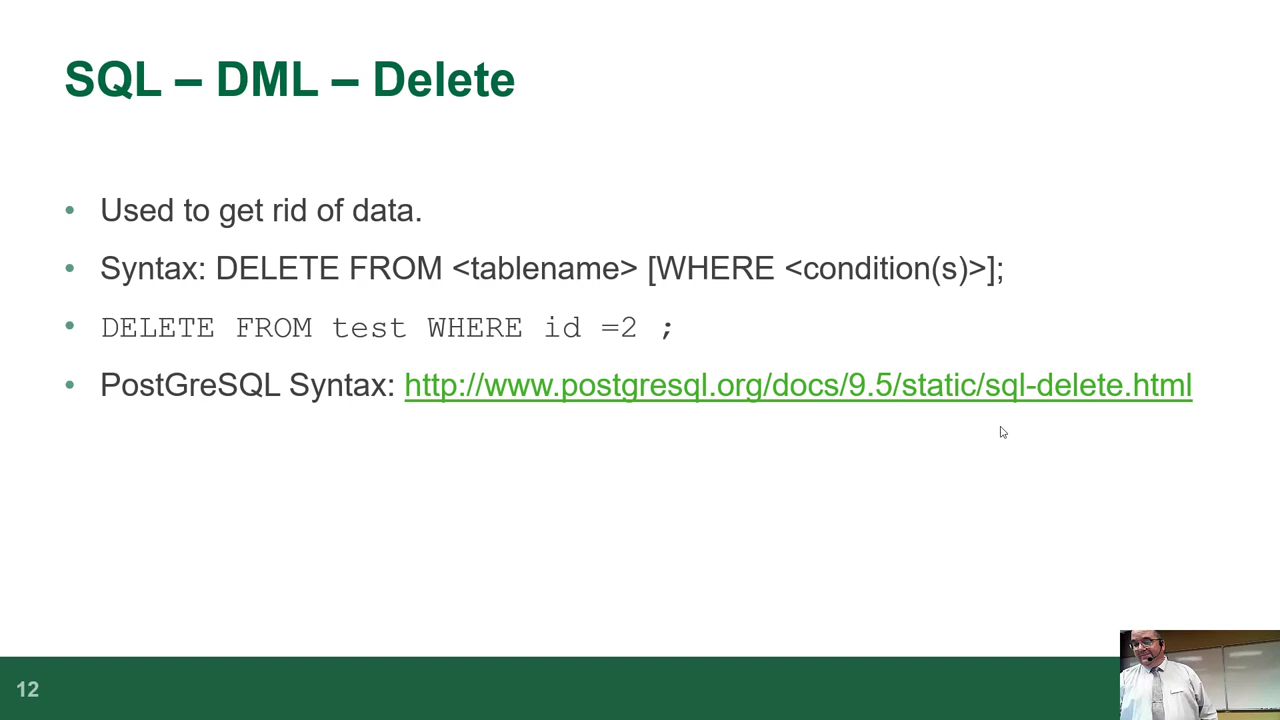 SQL – DML – Delete
• Used to get rid of data.
• Syntax: DELETE FROM <tablename> [WHERE <condition(s)>];
• DELETE FROM test WHERE id =2 ;
• PostGreSQL Syntax: http://www.postgresql.org/docs/9.5/static/sql-delete.html
12